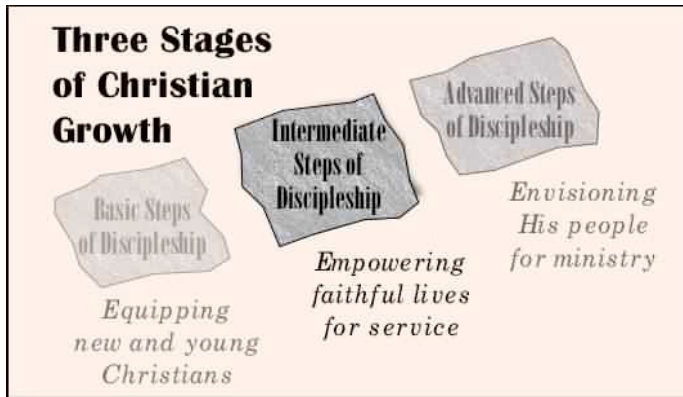 Three Stages
of Christian
Growth
Basic Steps
of Discipleship
Equipping
new and young
Christians
Intermediate
Steps of
Discipleship
Empowering
faithful lives
for service
Advanced Steps
of Discipleship
Envisioning
His people
for ministry